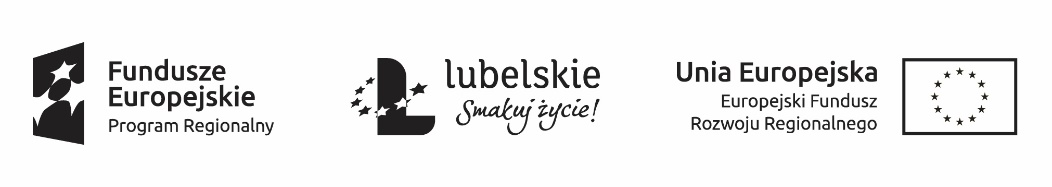 Fundusze
Europejskie
Program Regionalny
lubelskie
Smakuj życie!
Unia Europejska
Europejski Fundusz
Rozwoju Regionalnego